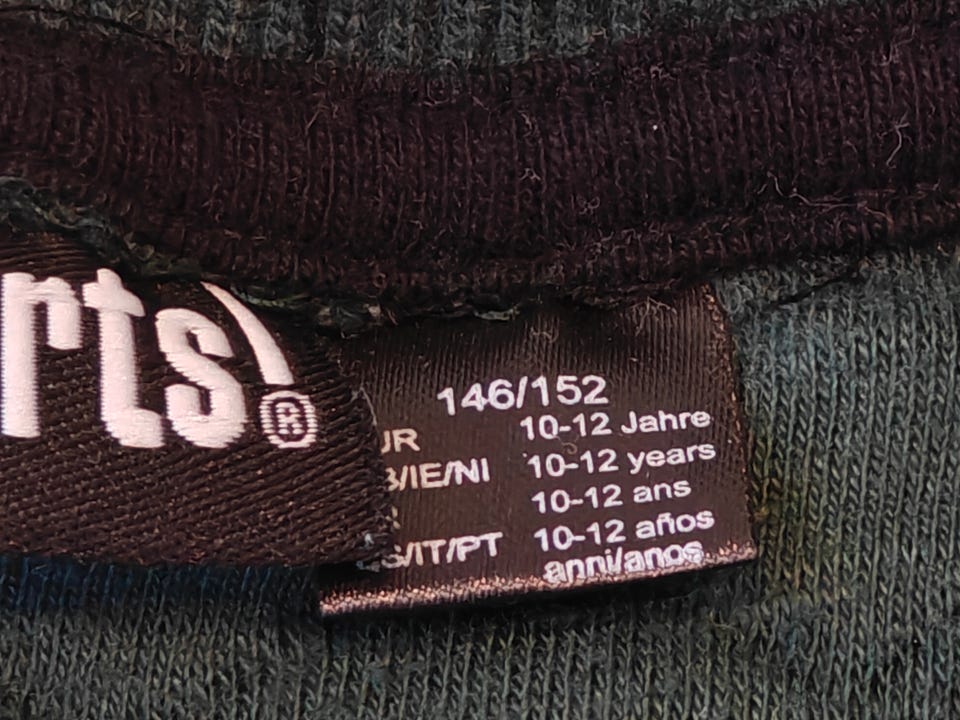 rts)®
146/152
UR 10-12 Jahre
B/IE/NI 10-12 years
10-12 ans
ES/IT/PT 10-12 años
anni/anos